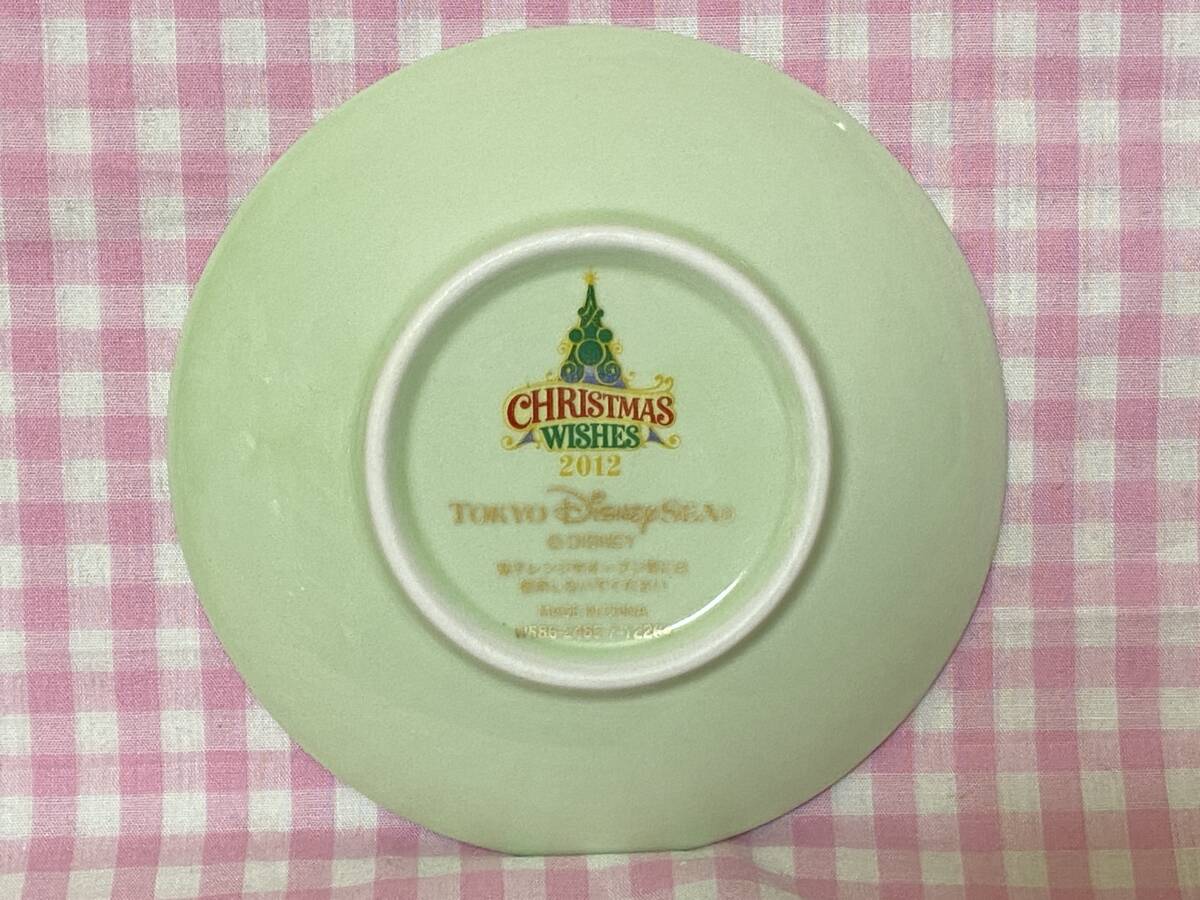 CHRISTMAS
WISHES
2012
TOKYO DISNEYSEA®
© DISNEY
電子レンジやオーブン等には
使用しないでください
MADE IN CHINA